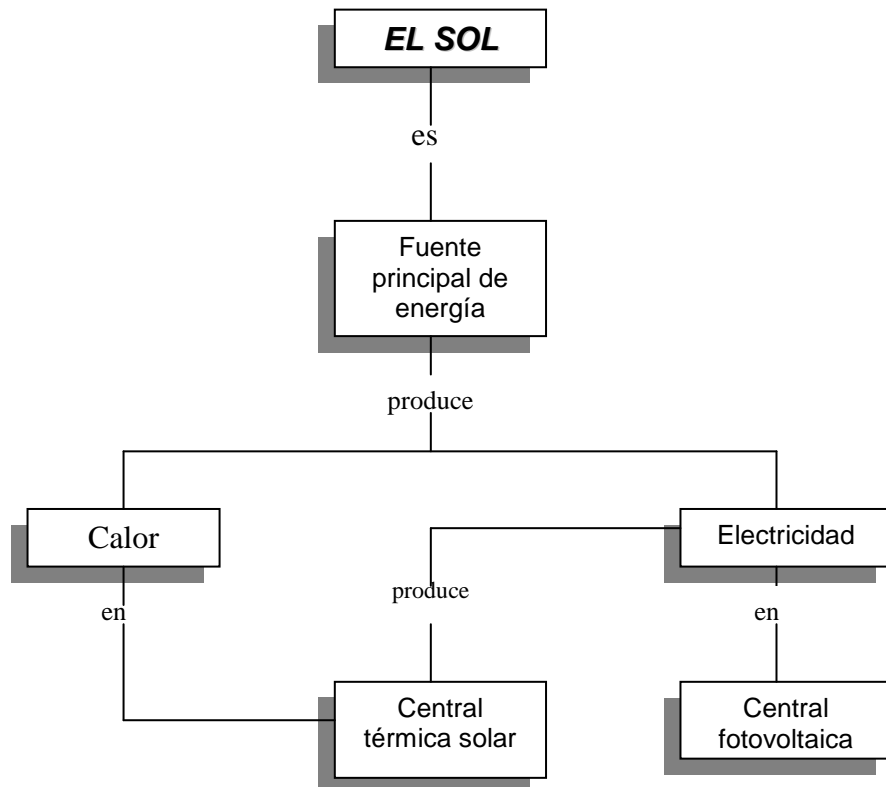 EL SOL
es
Fuente
principal de
energía
produce
Calor
Electricidad
en
produce
en
Central
térmica solar
Central
fotovoltaica